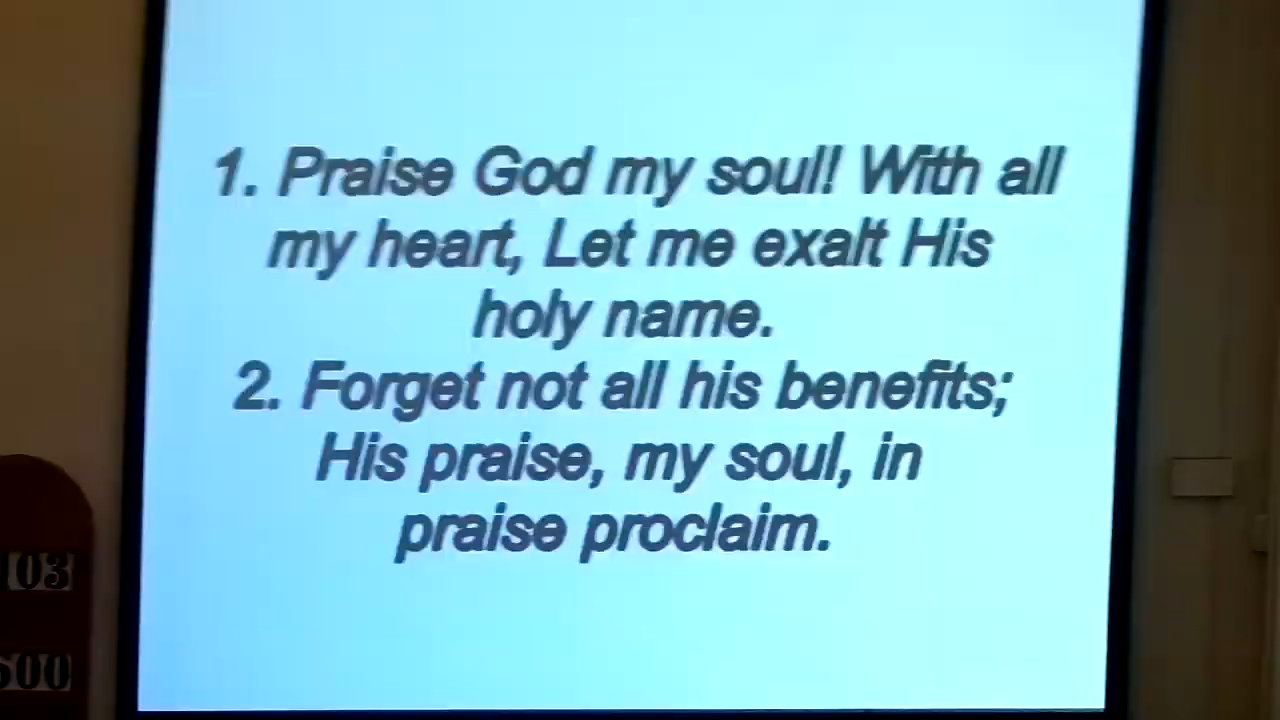 1. Praise God my soul! With all
my heart, Let me exalt His
holy name.
2. Forget not all his benefits;
His praise, my soul, in
praise proclaim.
103
600